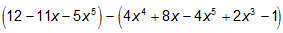 (12 − 11x − 5x⁵) − (4x⁴ + 8x − 4x⁵ + 2x³ − 1)